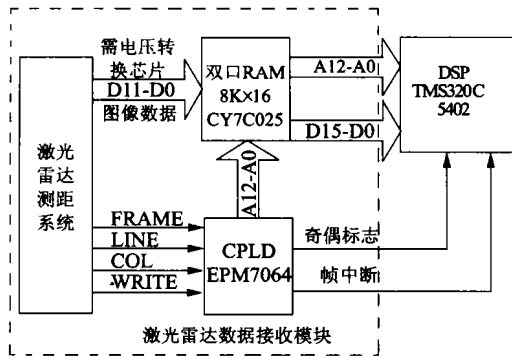 需电压转
换芯片
D11-D0
图像数据
双口RAM
8K×16
CY7C025
A12-A0
D15-D0
DSP
TMS320C
5402
激光
雷达
测距
系统
A12-A0
FRAME
LINE
COL
-WRITE
CPLD
EPM7064
奇偶标志
帧中断
激光雷达数据接收模块